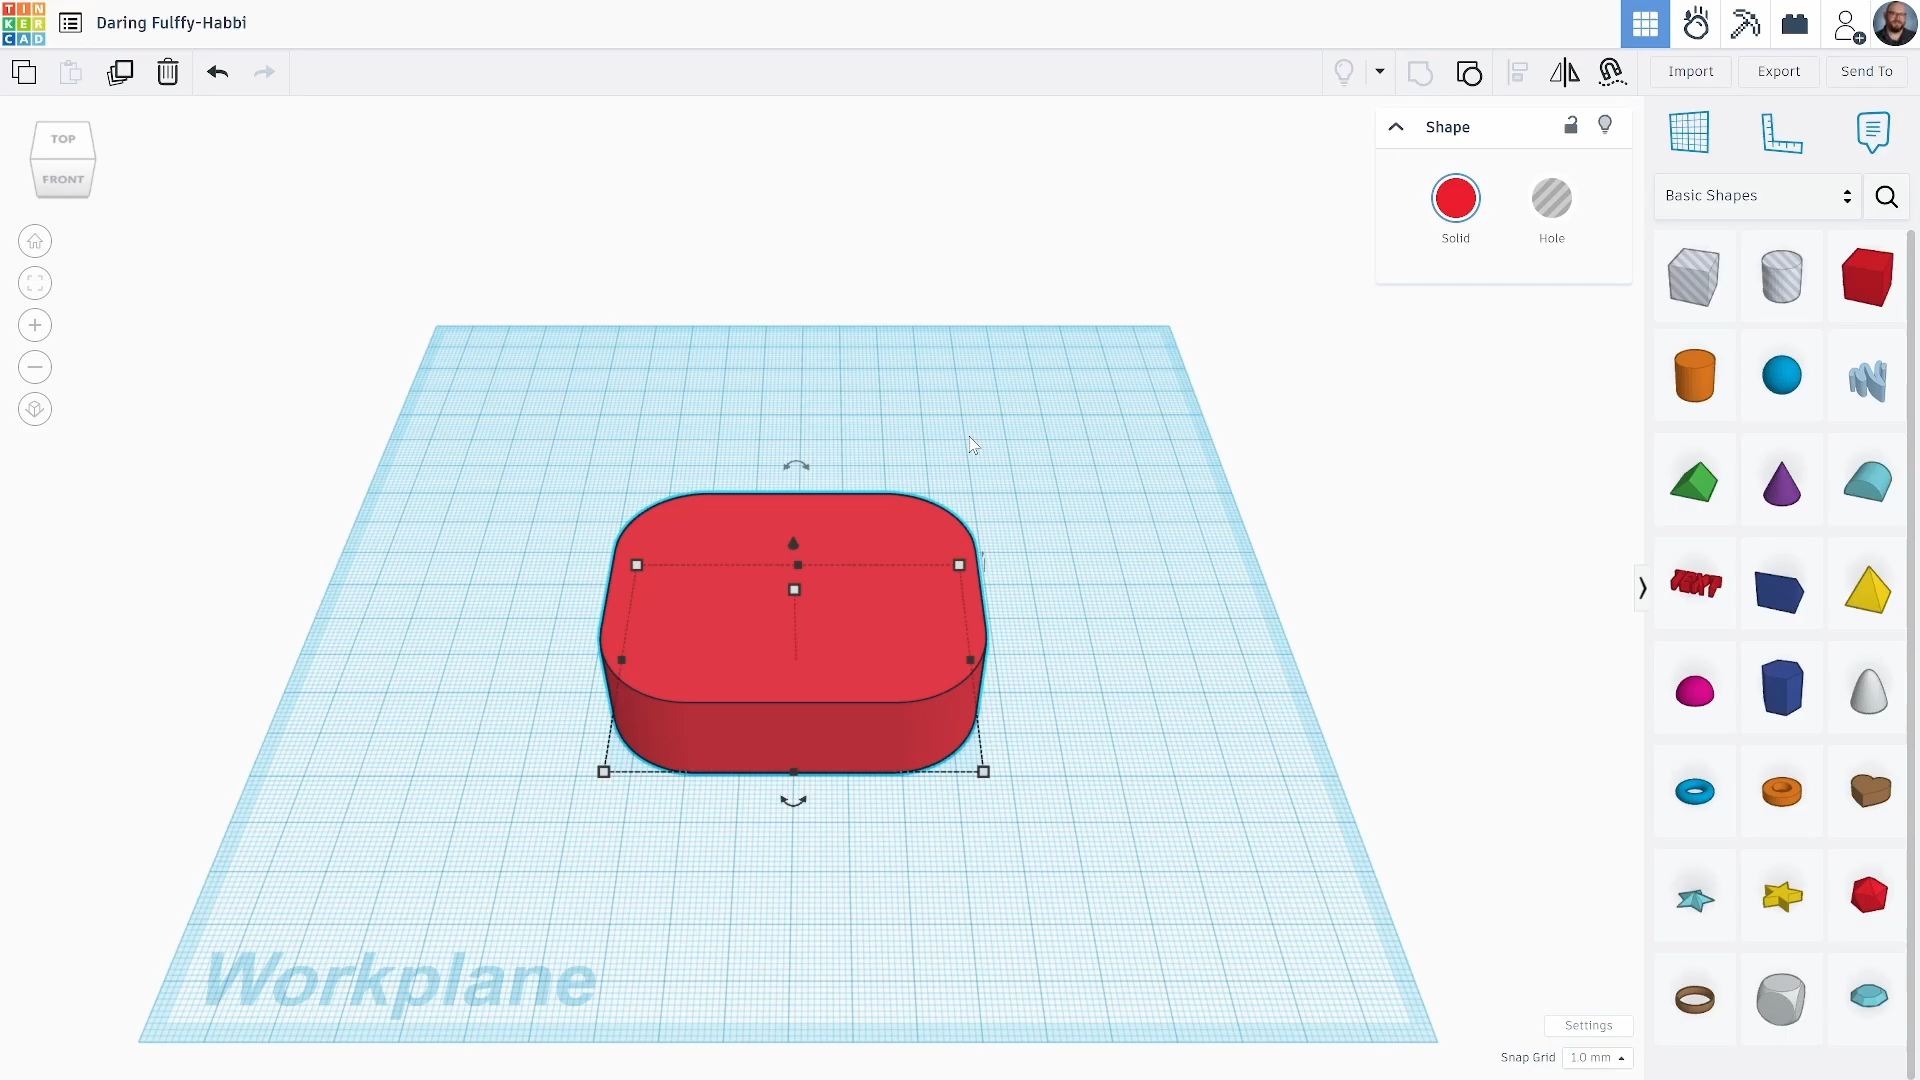 TIN
KER
CAD
Daring Fulffy-Habbi
Import
Export
Send To
TOP
FRONT
Shape
Solid
Hole
Basic Shapes
TEXT
Workplane
Settings
Snap Grid
1.0 mm